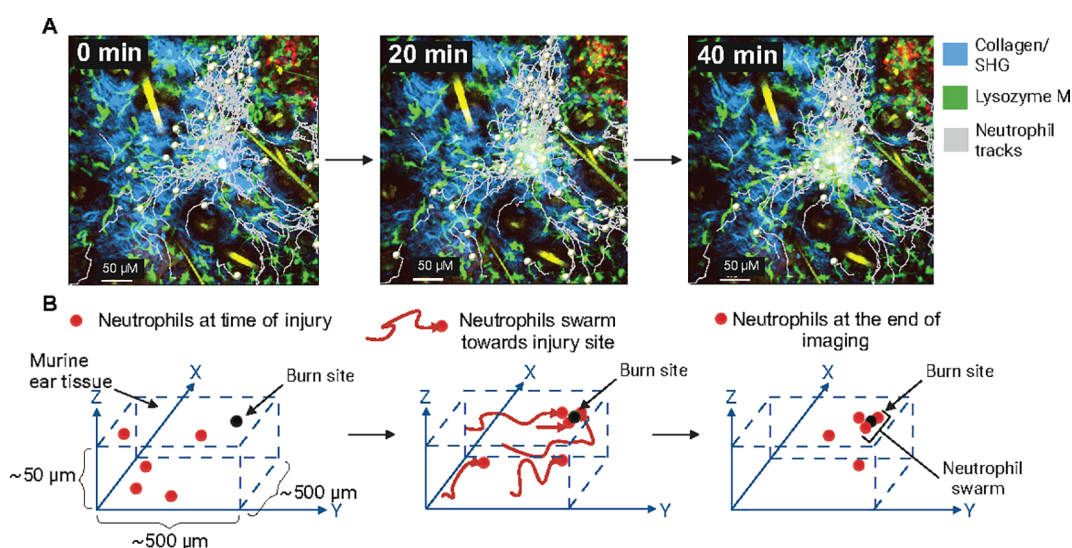 A
0 min
20 min
40 min
Collagen/
SHG
Lysozyme M
Neutrophil
tracks
50 µM
50 µM
50 µM
B
Neutrophils at time of injury
Neutrophils swarm
towards injury site
Neutrophils at the end of
imaging
Murine
ear tissue
X
Burn site
Z
~50 µm
~500 µm
~500 µm
Y
X
Burn site
Z
Y
X
Burn site
Z
Neutrophil
swarm
Y